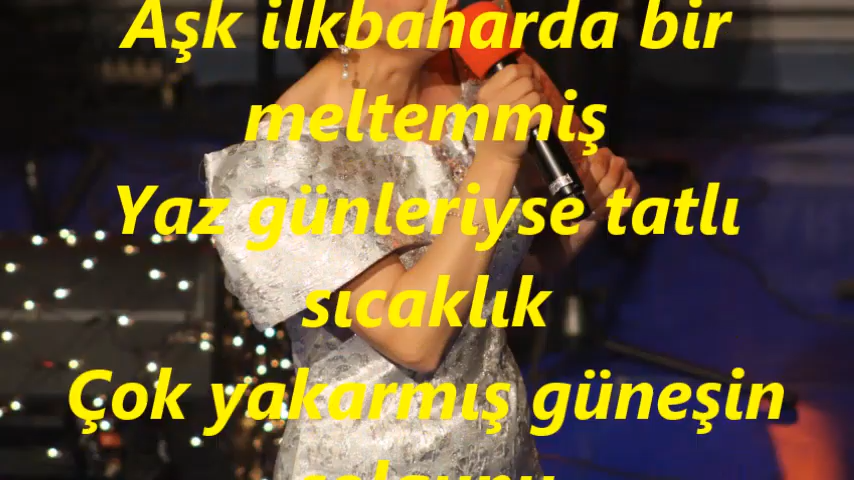 Aşk ilkbaharda bir
meltemmiş
Yaz günleriyse tatlı
sıcaklık
Çok yakarmış güneşin